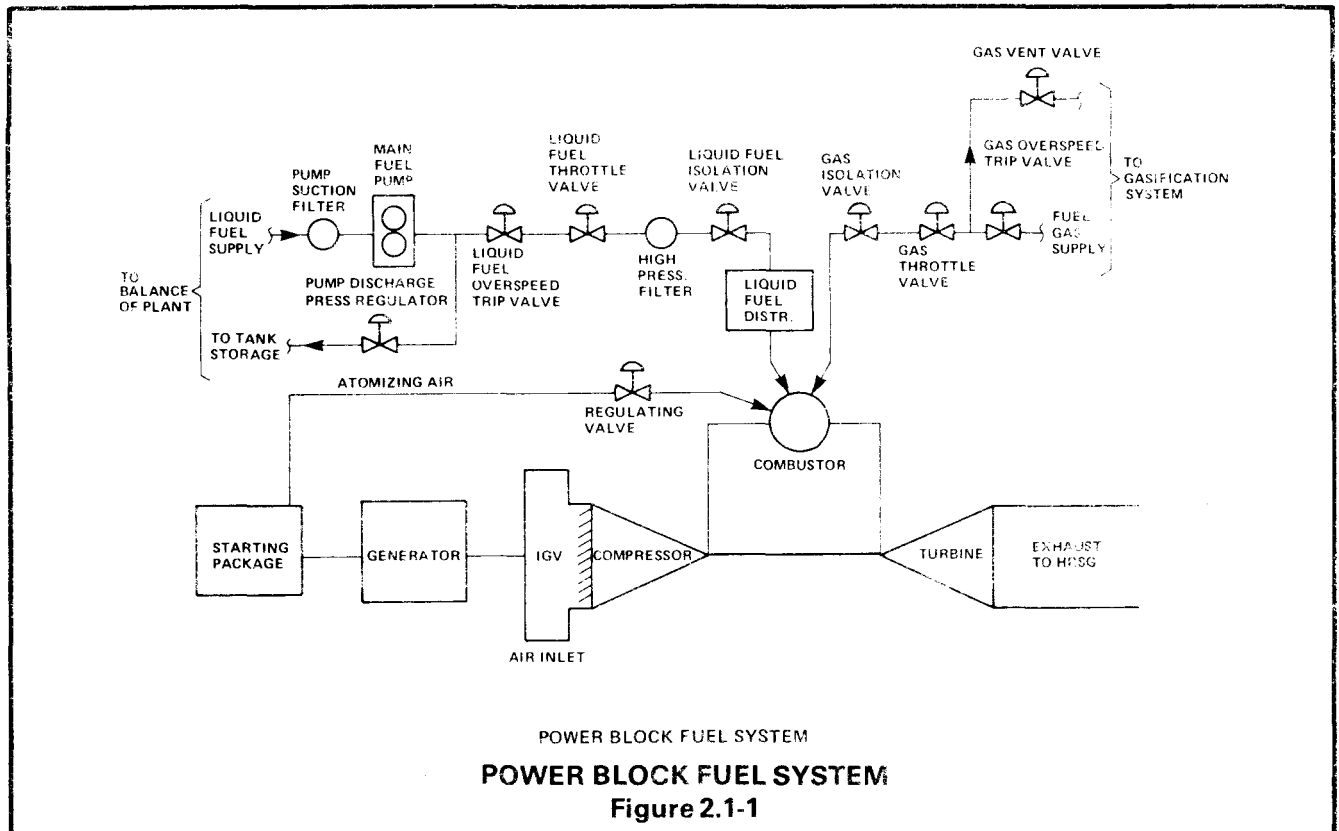 GAS VENT VALVE
LIQUID
FUEL
THROTTLE
VALVE
MAIN
FUEL
PUMP
PUMP
SUCTION
FILTER
LIQUID FUEL
ISOLATION
VALVE
GAS
ISOLATION
VALVE
GAS OVERSPEED
TRIP VALVE
TO
GASIFICATION
SYSTEM
LIQUID
FUEL
SUPPLY
FUEL
GAS
SUPPLY
TO
BALANCE
OF PLANT
PUMP DISCHARGE
PRESS REGULATOR
LIQUID
FUEL
OVERSPEED
TRIP VALVE
HIGH
PRESS.
FILTER
GAS
THROTTLE
VALVE
LIQUID
FUEL
DISTR.
TO TANK
STORAGE
ATOMIZING AIR
REGULATING
VALVE
COMBUSTOR
STARTING
PACKAGE
GENERATOR
IGV
COMPRESSOR
TURBINE
EXHAUST
TO HRSG
AIR INLET
POWER BLOCK FUEL SYSTEM
POWER BLOCK FUEL SYSTEM
Figure 2.1-1